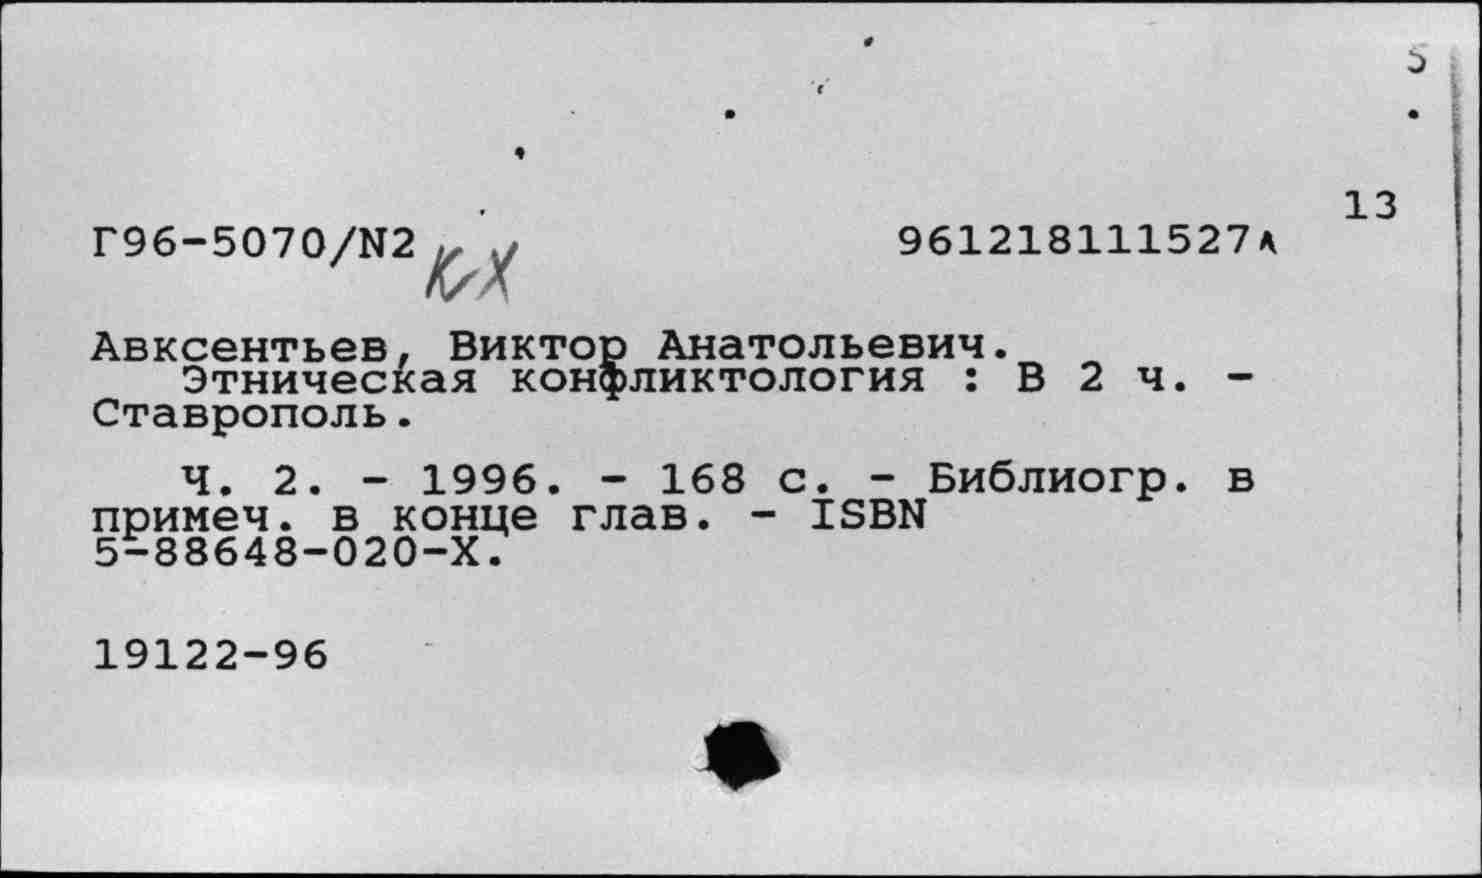 13
Г96-5070/N2 КХ 961218111527А
Авксентьев, Виктор Анатольевич.
Этническая конфликтология : В 2 ч. -
Ставрополь.
Ч. 2. - 1996. - 168 с. - Библиогр. в
примеч. в конце глав. - ISBN
5-88648-020-X.
19122-96